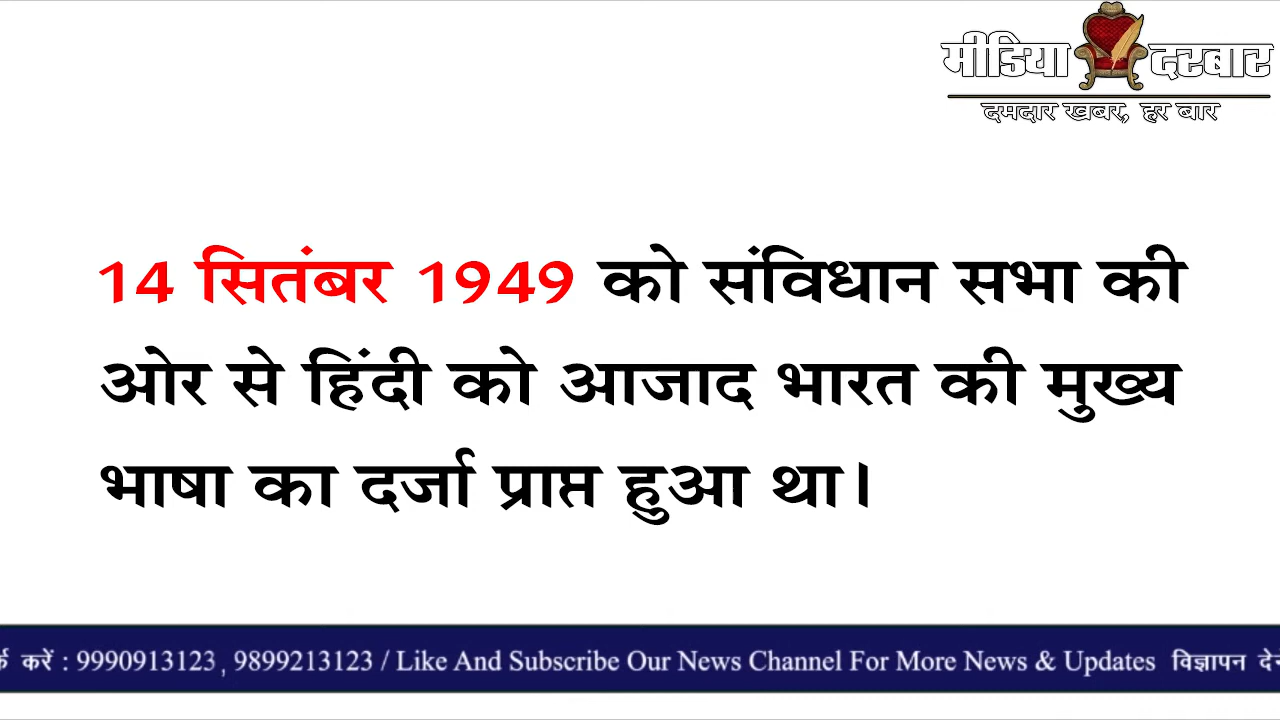 मीडिया दरबार
दमदार खबर, हर बार
14 सितंबर 1949 को संविधान सभा की
ओर से हिंदी को आजाद भारत की मुख्य
भाषा का दर्जा प्राप्त हुआ था।
करें : 9990913123, 9899213123 / Like And Subscribe Our News Channel For More News & Updates विज्ञापन